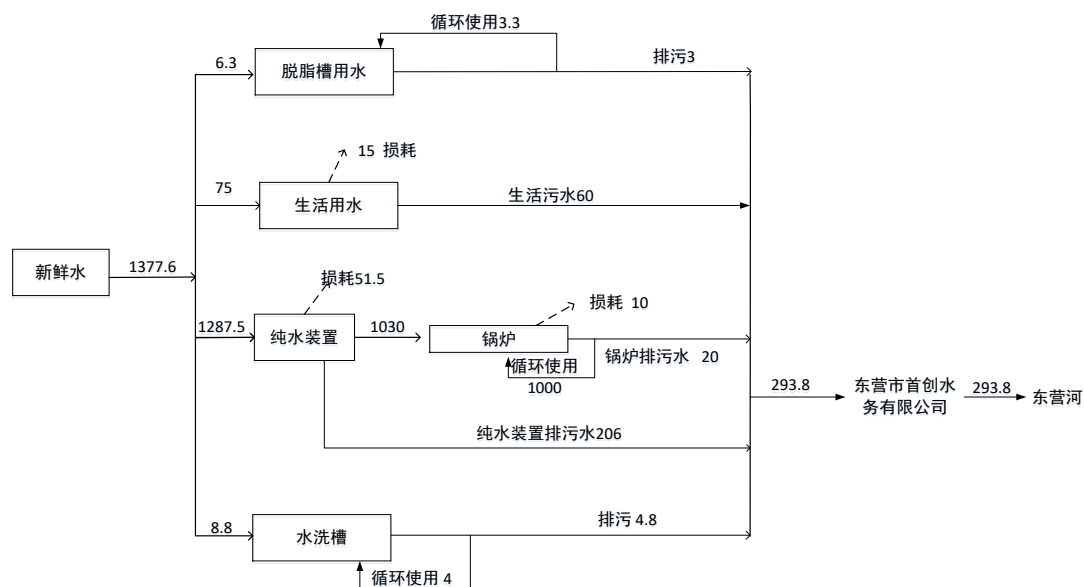 循环使用3.3
6.3
脱脂槽用水
排污3
15 损耗
75
生活用水
生活污水60
新鲜水
1377.6
损耗51.5
损耗 10
1287.5
纯水装置
1030
锅炉
循环使用
1000
锅炉排污水 20
293.8
东营市首创水
务有限公司
293.8
东营河
纯水装置排污水206
8.8
水洗槽
排污 4.8
循环使用 4